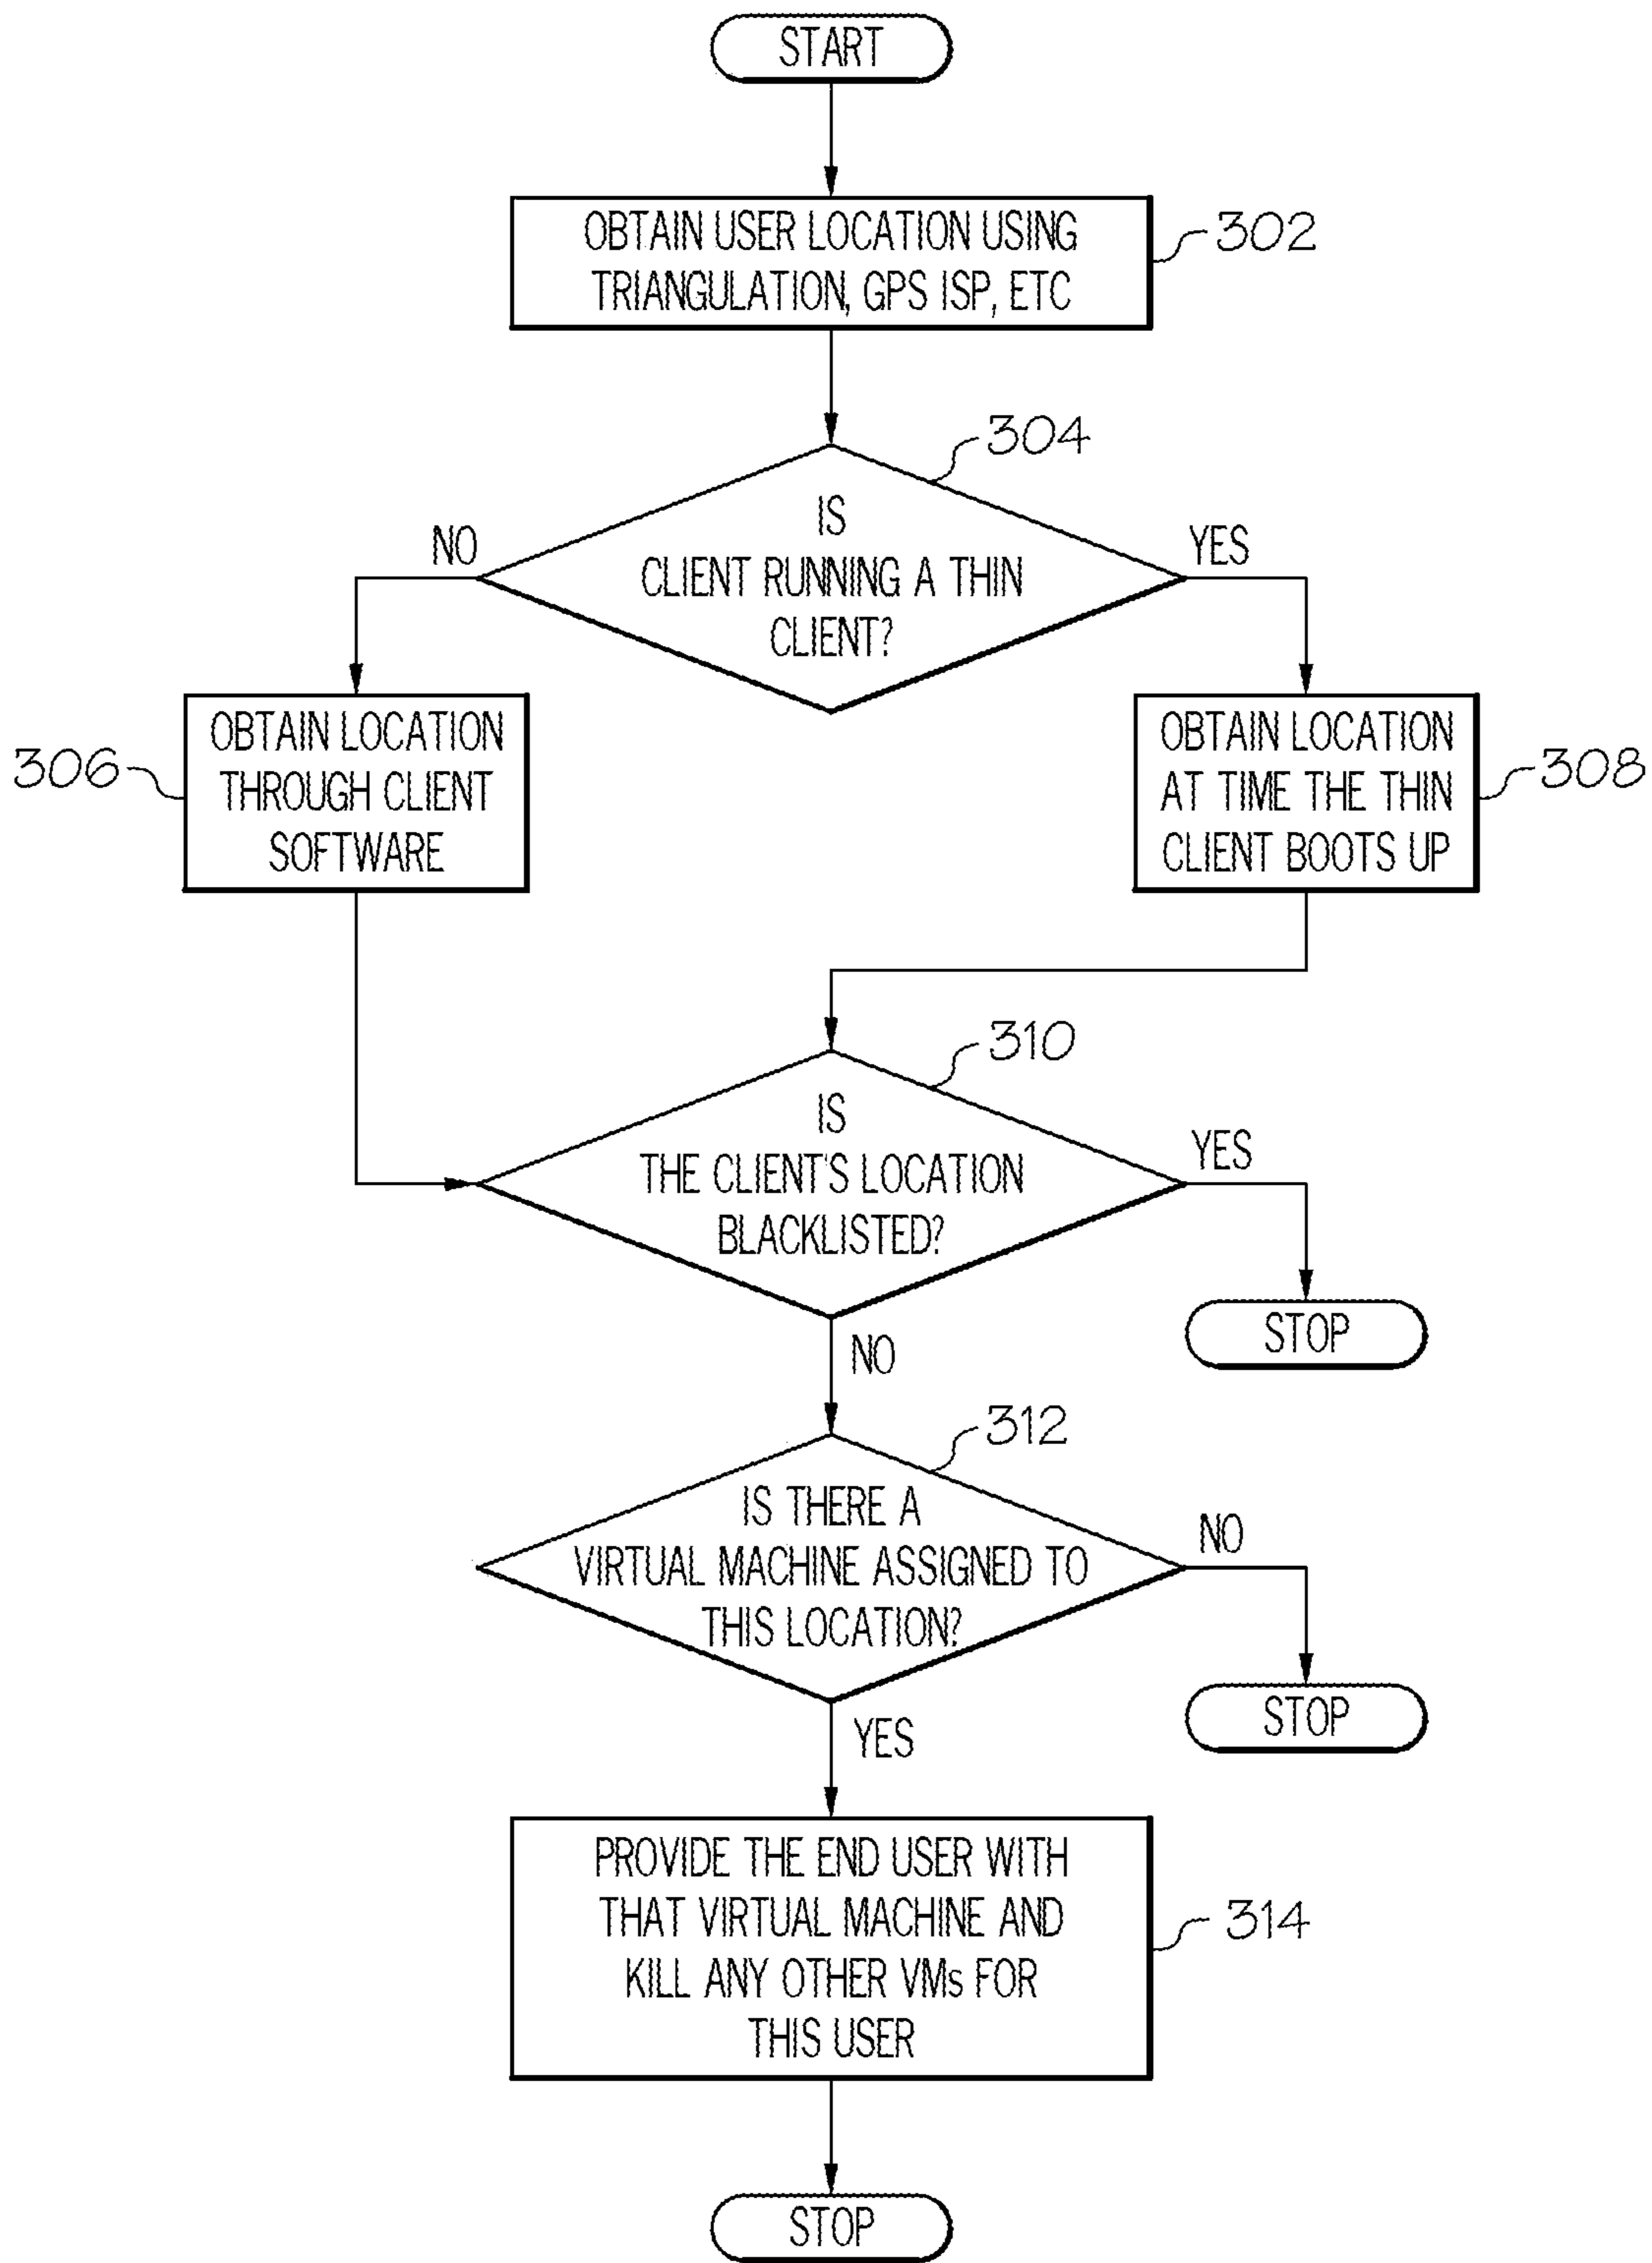 START
OBTAIN USER LOCATION USING
TRIANGULATION, GPS ISP, ETC
302
304
IS
CLIENT RUNNING A THIN
CLIENT?
NO
YES
OBTAIN LOCATION
THROUGH CLIENT
SOFTWARE
306
OBTAIN LOCATION
AT TIME THE THIN
CLIENT BOOTS UP
308
310
IS
THE CLIENT'S LOCATION
BLACKLISTED?
YES
STOP
NO
312
IS THERE A
VIRTUAL MACHINE ASSIGNED TO
THIS LOCATION?
NO
STOP
YES
PROVIDE THE END USER WITH
THAT VIRTUAL MACHINE AND
KILL ANY OTHER VMs FOR
THIS USER
314
STOP